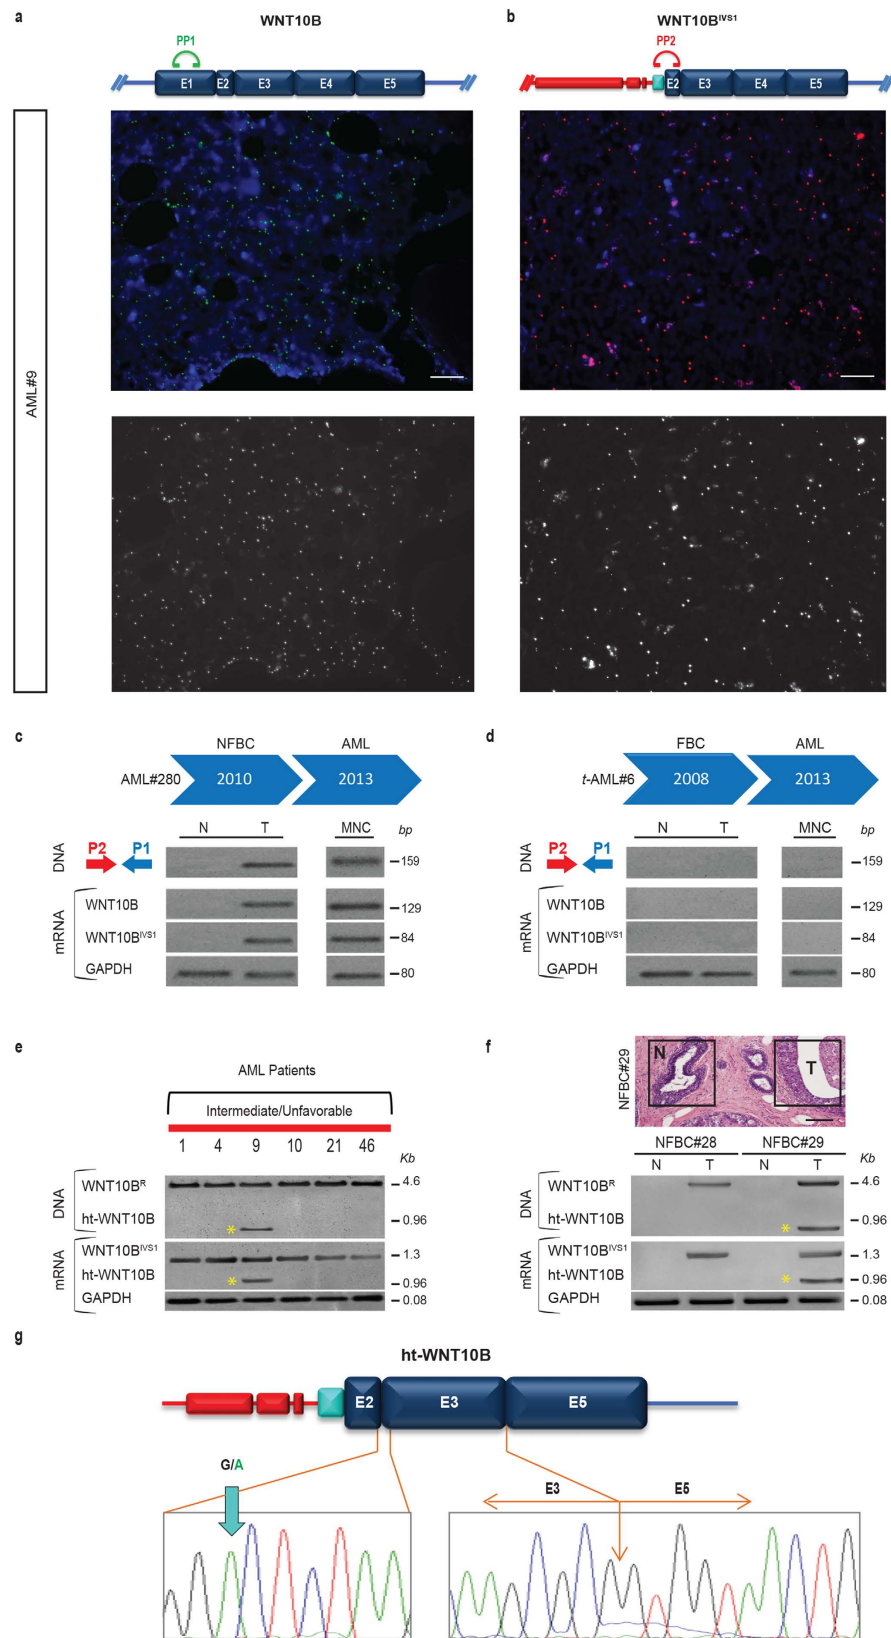 a
WNT10B
PP1
E1 E2 E3 E4 E5
b
WNT10B^IVS1
PP2
E2 E3 E4 E5
AML#9
c
NFBC AML
AML#280 2010 2013
N T MNC bp
DNA P2 P1 159
mRNA
WNT10B 129
WNT10B^IVS1 84
GAPDH 80
d
FBC AML
t-AML#6 2008 2013
N T MNC bp
DNA P2 P1 159
mRNA
WNT10B 129
WNT10B^IVS1 84
GAPDH 80
e
AML Patients
Intermediate/Unfavorable
1 4 9 10 21 46 Kb
DNA
WNT10B^R 4.6
ht-WNT10B * 0.96
mRNA
WNT10B^IVS1 1.3
ht-WNT10B * 0.96
GAPDH 0.08
f
NFBC#29
N T
NFBC#28 NFBC#29
N T N T Kb
DNA
WNT10B^R 4.6
ht-WNT10B * 0.96
mRNA
WNT10B^IVS1 1.3
ht-WNT10B * 0.96
GAPDH 0.08
g
ht-WNT10B
E2 E3 E5
G/A
E3 E5